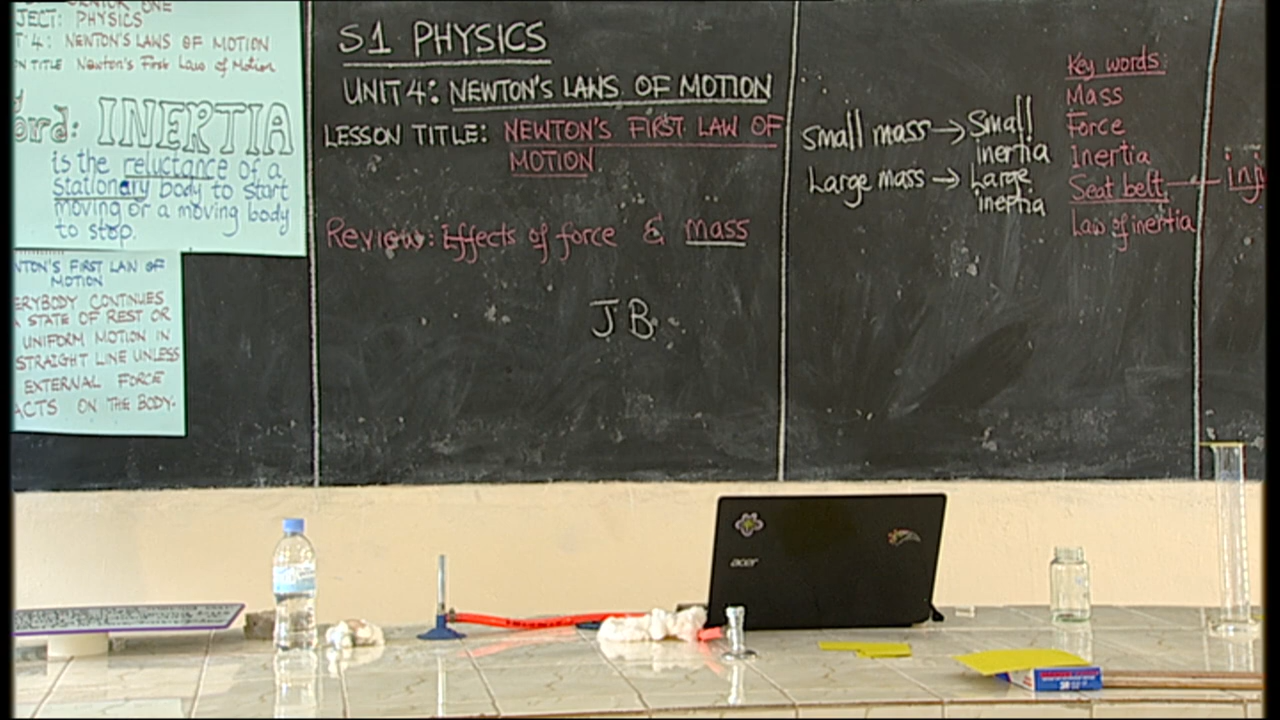 SENIOR ONE
JECT: PHYSICS
T 4: NEWTON'S LAWS OF MOTION
N TITLE Newton's First Law of Motion
ord: INERTIA
is the reluctance of a
stationary body to start
moving or a moving body
to stop.
WTON'S FIRST LAW OF
MOTION
ERYBODY CONTINUES
STATE OF REST OR
UNIFORM MOTION IN
STRAIGHT LINE UNLESS
EXTERNAL FORCE
ACTS ON THE BODY.
S1 PHYSICS
UNIT 4: NEWTON'S LAWS OF MOTION
LESSON TITLE: NEWTON'S FIRST LAW OF
MOTION
Review: Effects of force & mass
JB
Small mass → Small
inertia
Large mass → Large
inertia
Key words:
Mass
Force
Inertia
Seat belt — inj
Law of inertia
acer